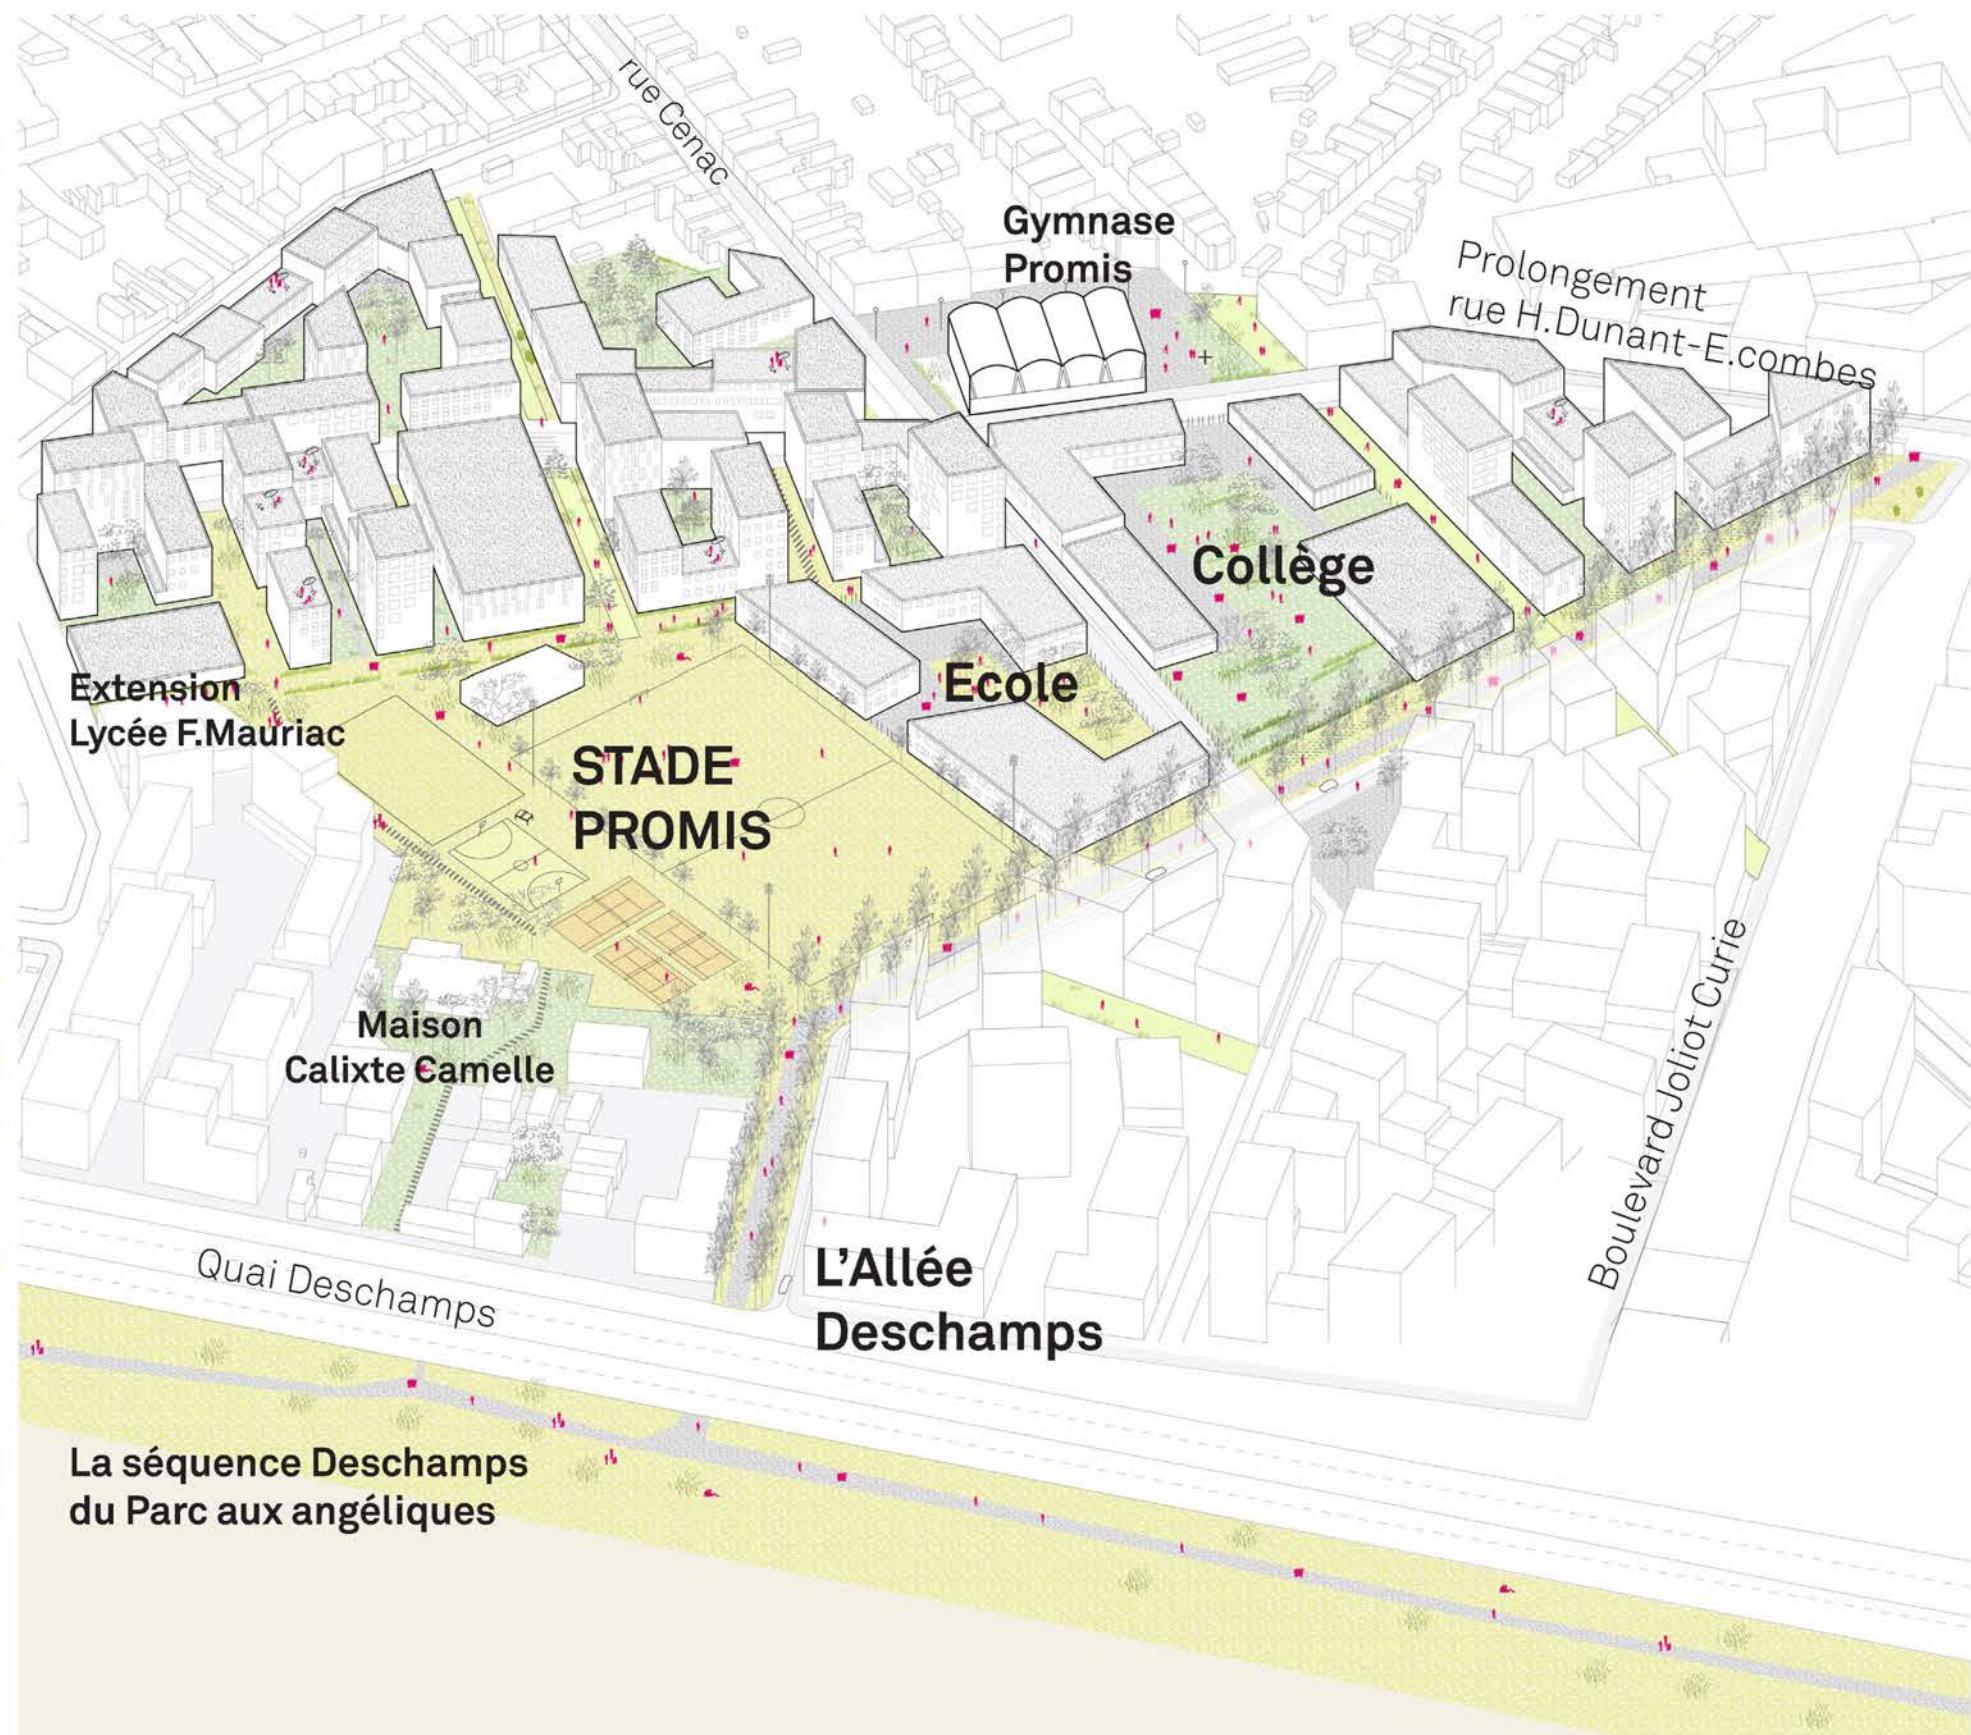 rue Cenac
Gymnase
Promis
Prolongement
rue H.Dunant-E.combes
Collège
Ecole
Extension
Lycée F.Mauriac
STADE
PROMIS
Maison
Calixte Camelle
Boulevard Joliot Curie
L'Allée
Deschamps
Quai Deschamps
La séquence Deschamps
du Parc aux angéliques